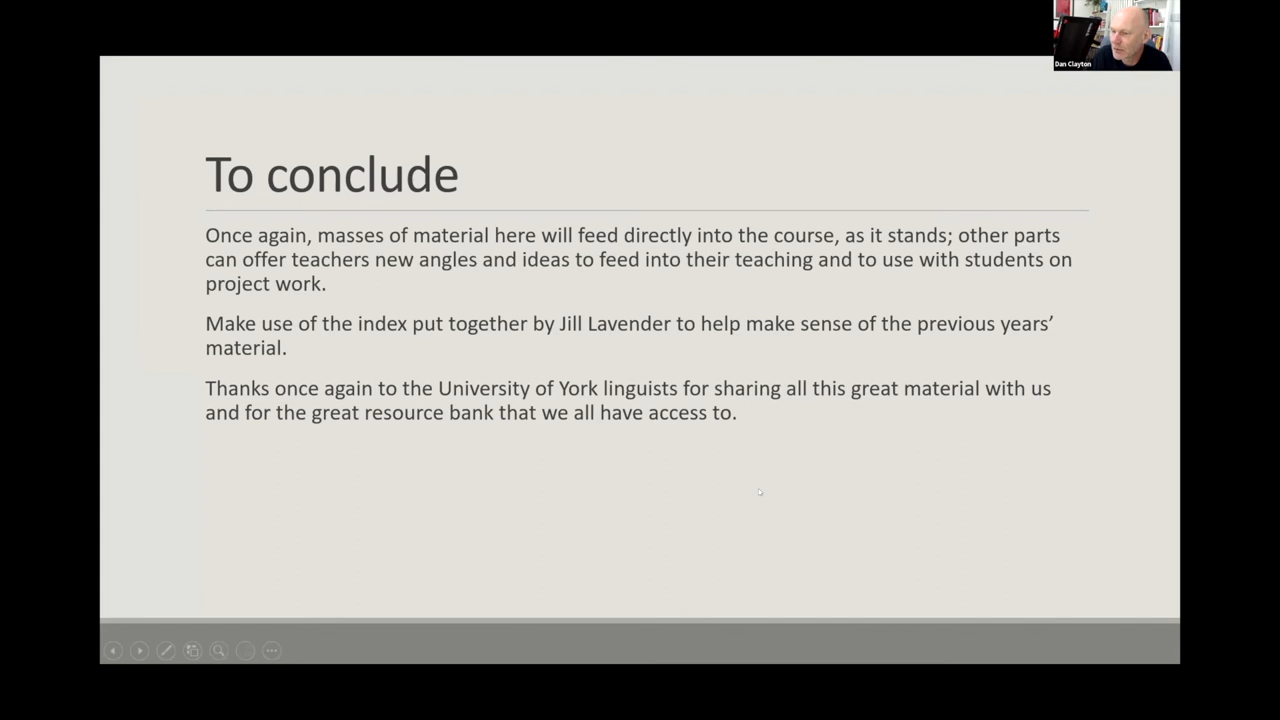 Dan Clayton
To conclude
Once again, masses of material here will feed directly into the course, as it stands; other parts
can offer teachers new angles and ideas to feed into their teaching and to use with students on
project work.
Make use of the index put together by Jill Lavender to help make sense of the previous years’
material.
Thanks once again to the University of York linguists for sharing all this great material with us
and for the great resource bank that we all have access to.